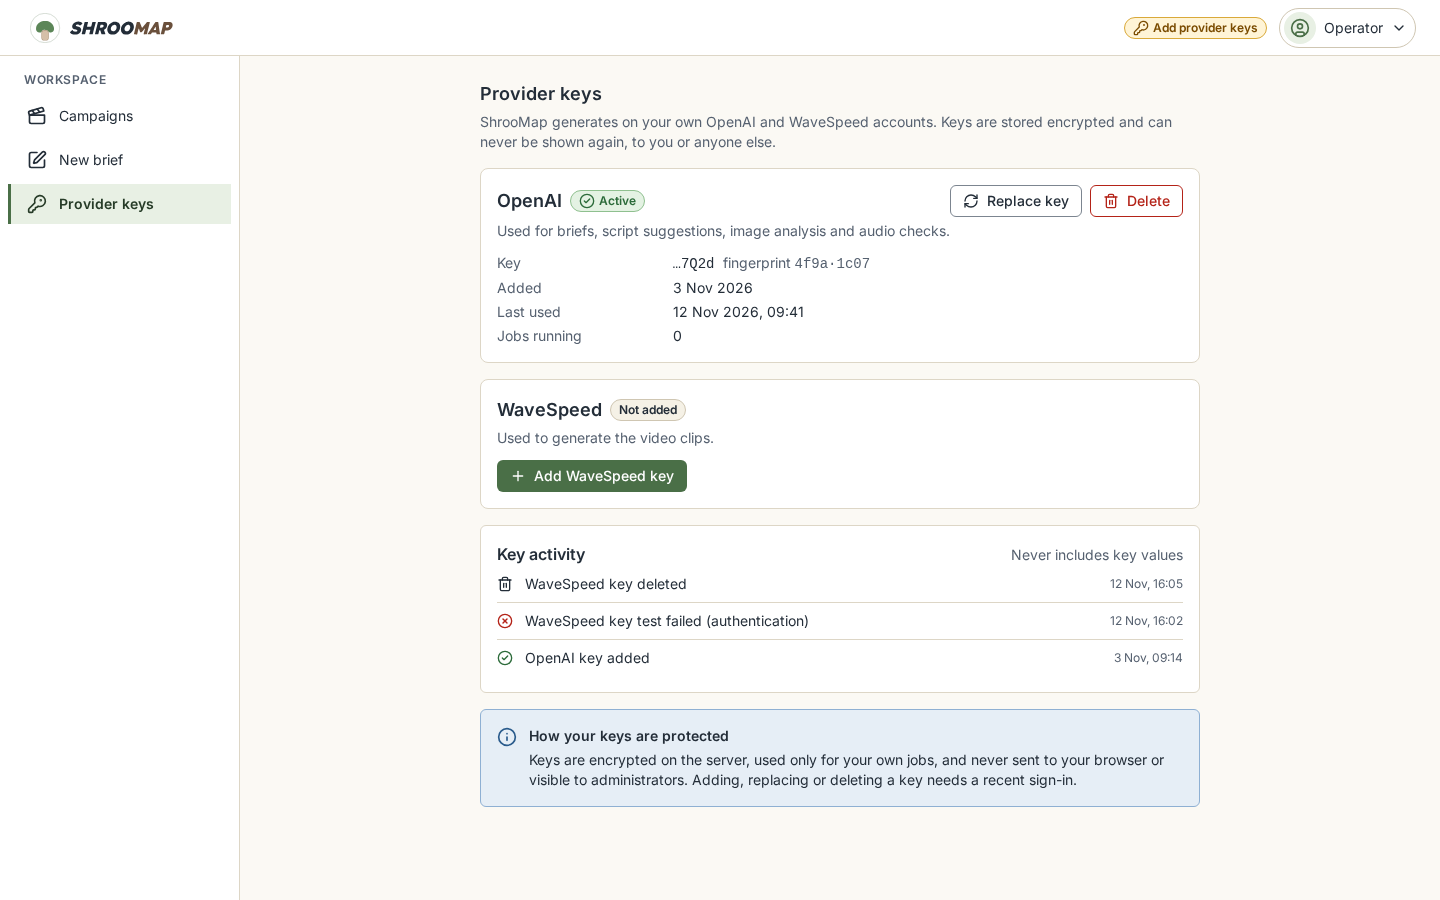 SHROOMAP
Add provider keys
Operator
WORKSPACE
Campaigns
New brief
Provider keys
Provider keys
ShrooMap generates on your own OpenAI and WaveSpeed accounts. Keys are stored encrypted and can
never be shown again, to you or anyone else.
OpenAI Active
Replace key
Delete
Used for briefs, script suggestions, image analysis and audio checks.
Key …7Q2d fingerprint 4f9a·1c07
Added 3 Nov 2026
Last used 12 Nov 2026, 09:41
Jobs running 0
WaveSpeed Not added
Used to generate the video clips.
Add WaveSpeed key
Key activity Never includes key values
WaveSpeed key deleted 12 Nov, 16:05
WaveSpeed key test failed (authentication) 12 Nov, 16:02
OpenAI key added 3 Nov, 09:14
How your keys are protected
Keys are encrypted on the server, used only for your own jobs, and never sent to your browser or
visible to administrators. Adding, replacing or deleting a key needs a recent sign-in.